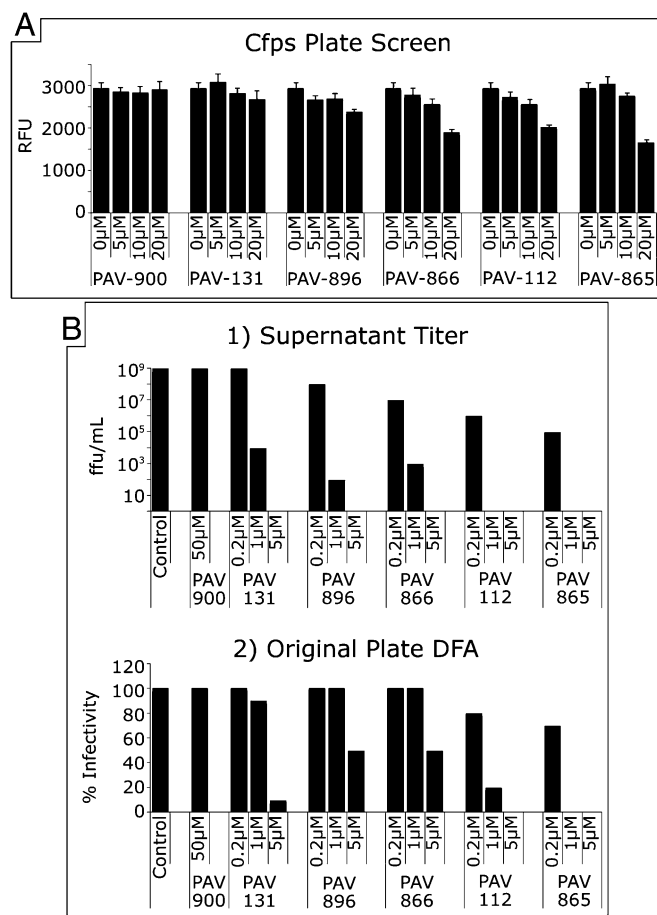 A
Cfps Plate Screen
RFU
3000
2000
1000
0
0µM 5µM 10µM 20µM 0µM 5µM 10µM 20µM 0µM 5µM 10µM 20µM 0µM 5µM 10µM 20µM 0µM 5µM 10µM 20µM 0µM 5µM 10µM 20µM
PAV-900 PAV-131 PAV-896 PAV-866 PAV-112 PAV-865
B
1) Supernatant Titer
ffu/mL
10⁹
10⁷
10⁵
10³
10
Control 50µM 0.2µM 1µM 5µM 0.2µM 1µM 5µM 0.2µM 1µM 5µM 0.2µM 1µM 5µM 0.2µM 1µM 5µM
PAV PAV PAV PAV PAV PAV
900 131 896 866 112 865
2) Original Plate DFA
% Infectivity
120
100
80
60
40
20
0
Control 50µM 0.2µM 1µM 5µM 0.2µM 1µM 5µM 0.2µM 1µM 5µM 0.2µM 1µM 5µM 0.2µM 1µM 5µM
PAV PAV PAV PAV PAV PAV
900 131 896 866 112 865